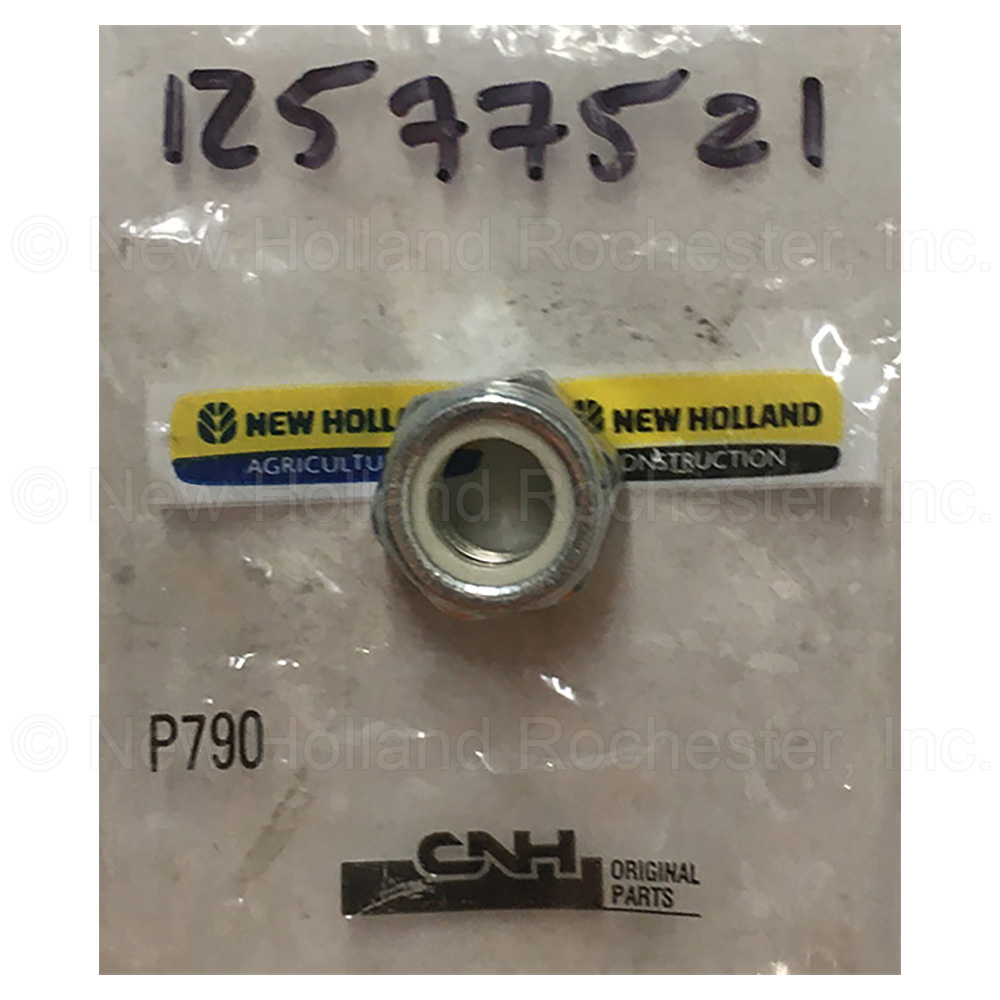 12577521
© New Holland Rochester, Inc.
NEW HOLLAND
AGRICULTU
NEW HOLLAND
ONSTRUCTION
© New Holland Rochester, Inc.
P790
© New Holland Rochester, Inc.
CNH
ORIGINAL
PARTS